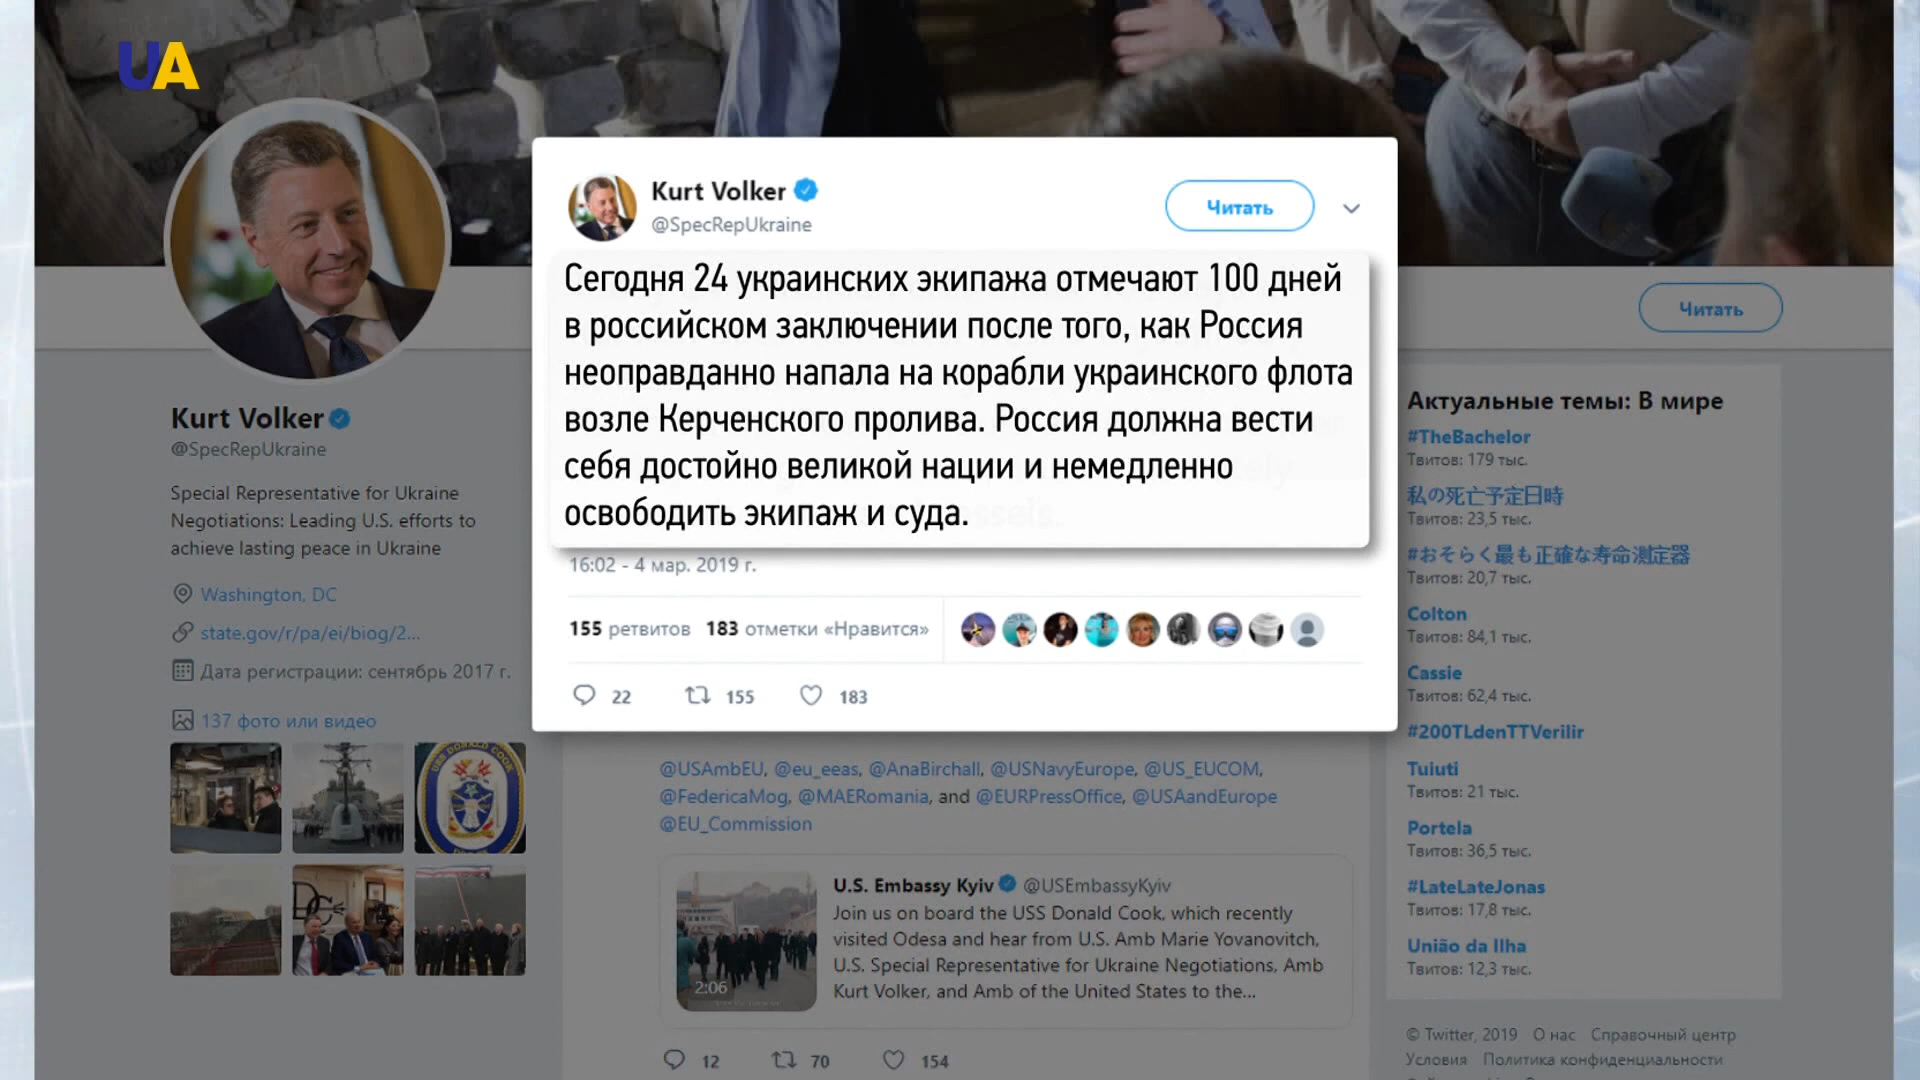 UA
Kurt Volker
@SpecRepUkraine
Читать
Сегодня 24 украинских экипажа отмечают 100 дней
в российском заключении после того, как Россия
неоправданно напала на корабли украинского флота
возле Керченского пролива. Россия должна вести
себя достойно великой нации и немедленно
освободить экипаж и суда.
16:02 - 4 мар. 2019 г.
155 ретвитов 183 отметки «Нравится»
22 155 183
Kurt Volker
@SpecRepUkraine
Special Representative for Ukraine
Negotiations: Leading U.S. efforts to
achieve lasting peace in Ukraine
Washington, DC
state.gov/r/pa/ei/biog/2...
Дата регистрации: сентябрь 2017 г.
137 фото или видео
@USAmbEU, @eu_eeas, @AnaBirchall, @USNavyEurope, @US_EUCOM,
@FedericaMog, @MAERomania, and @EURPressOffice, @USAandEurope
@EU_Commission
U.S. Embassy Kyiv @USEmbassyKyiv
Join us on board the USS Donald Cook, which recently
visited Odesa and hear from U.S. Amb Marie Yovanovitch,
U.S. Special Representative for Ukraine Negotiations, Amb
Kurt Volker, and Amb of the United States to the...
2:06
12 70 154
Читать
Актуальные темы: В мире
#TheBachelor
Твитов: 179 тыс.
私の死亡予定日時
Твитов: 23,5 тыс.
#おそらく最も正確な寿命測定器
Твитов: 20,7 тыс.
Colton
Твитов: 84,1 тыс.
Cassie
Твитов: 62,4 тыс.
#200TLdenTTVerilir
Tuiuti
Твитов: 21 тыс.
Portela
Твитов: 36,5 тыс.
#LateLateJonas
Твитов: 17,8 тыс.
União da Ilha
Твитов: 12,3 тыс.
© Twitter, 2019 О нас Справочный центр
Условия Политика конфиденциальности